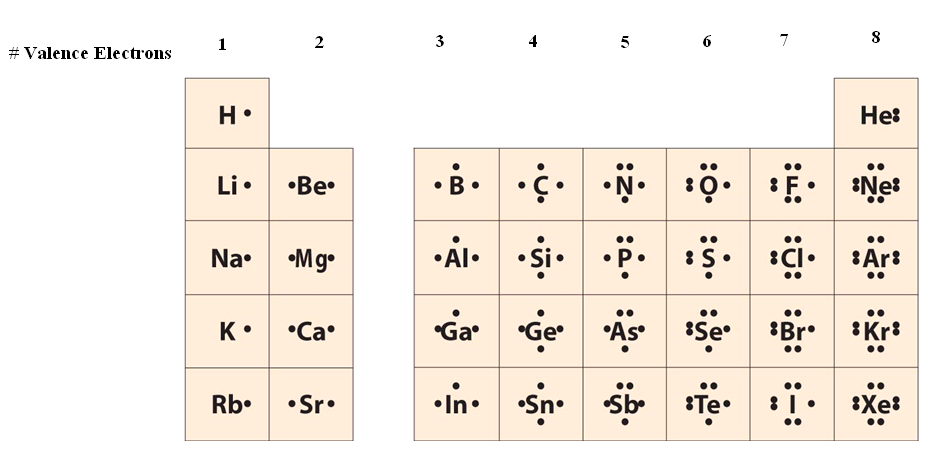 # Valence Electrons 1 2 3 4 5 6 7 8
H He
Li Be B C N O F Ne
Na Mg Al Si P S Cl Ar
K Ca Ga Ge As Se Br Kr
Rb Sr In Sn Sb Te I Xe